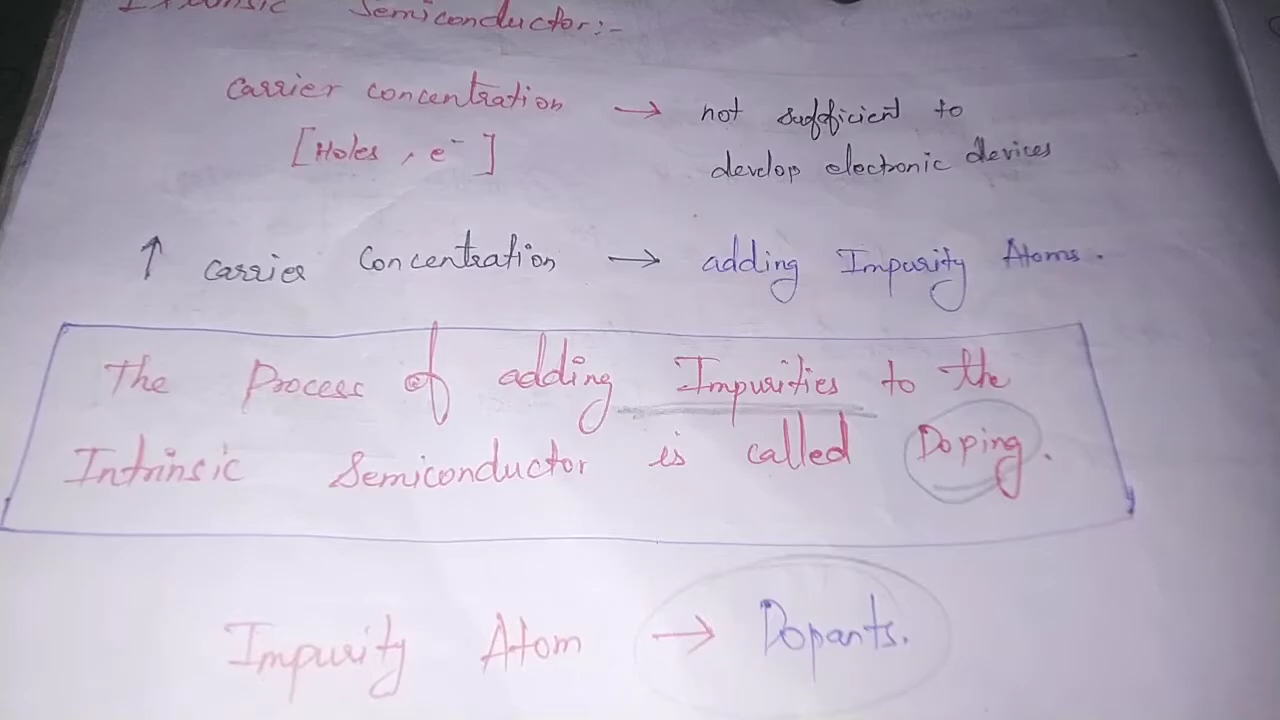 Semiconductor:-
Carrier concentration → not sufficient to
[Holes, e⁻] develop electronic devices
↑ Carrier Concentration → adding Impurity Atoms.
The Process of adding Impurities to the
Intrinsic Semiconductor is called Doping.
Impurity Atom → Dopants.